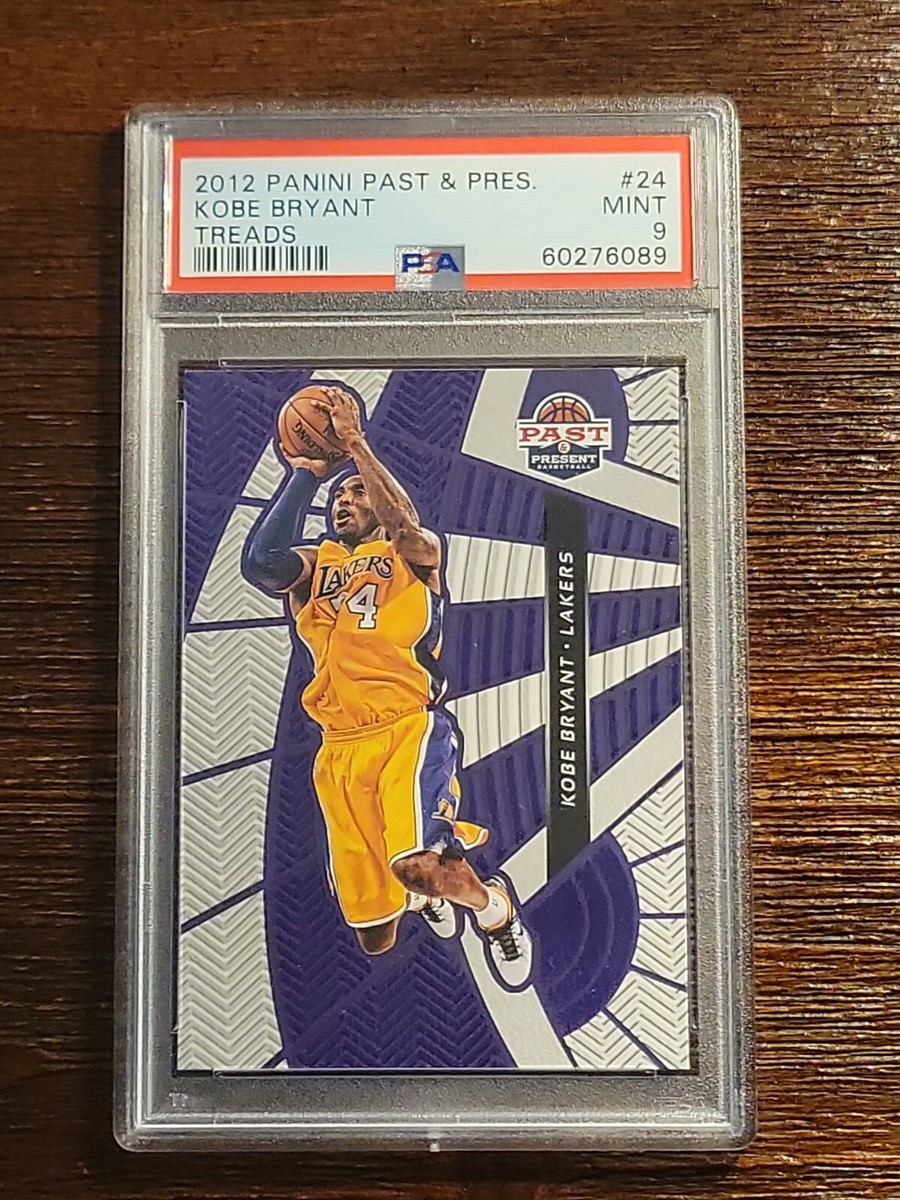 2012 PANINI PAST & PRES. #24
KOBE BRYANT MINT
TREADS 9
PSA 60276089
PAST
&
PRESENT
BASKETBALL
LAKERS
KOBE BRYANT • LAKERS